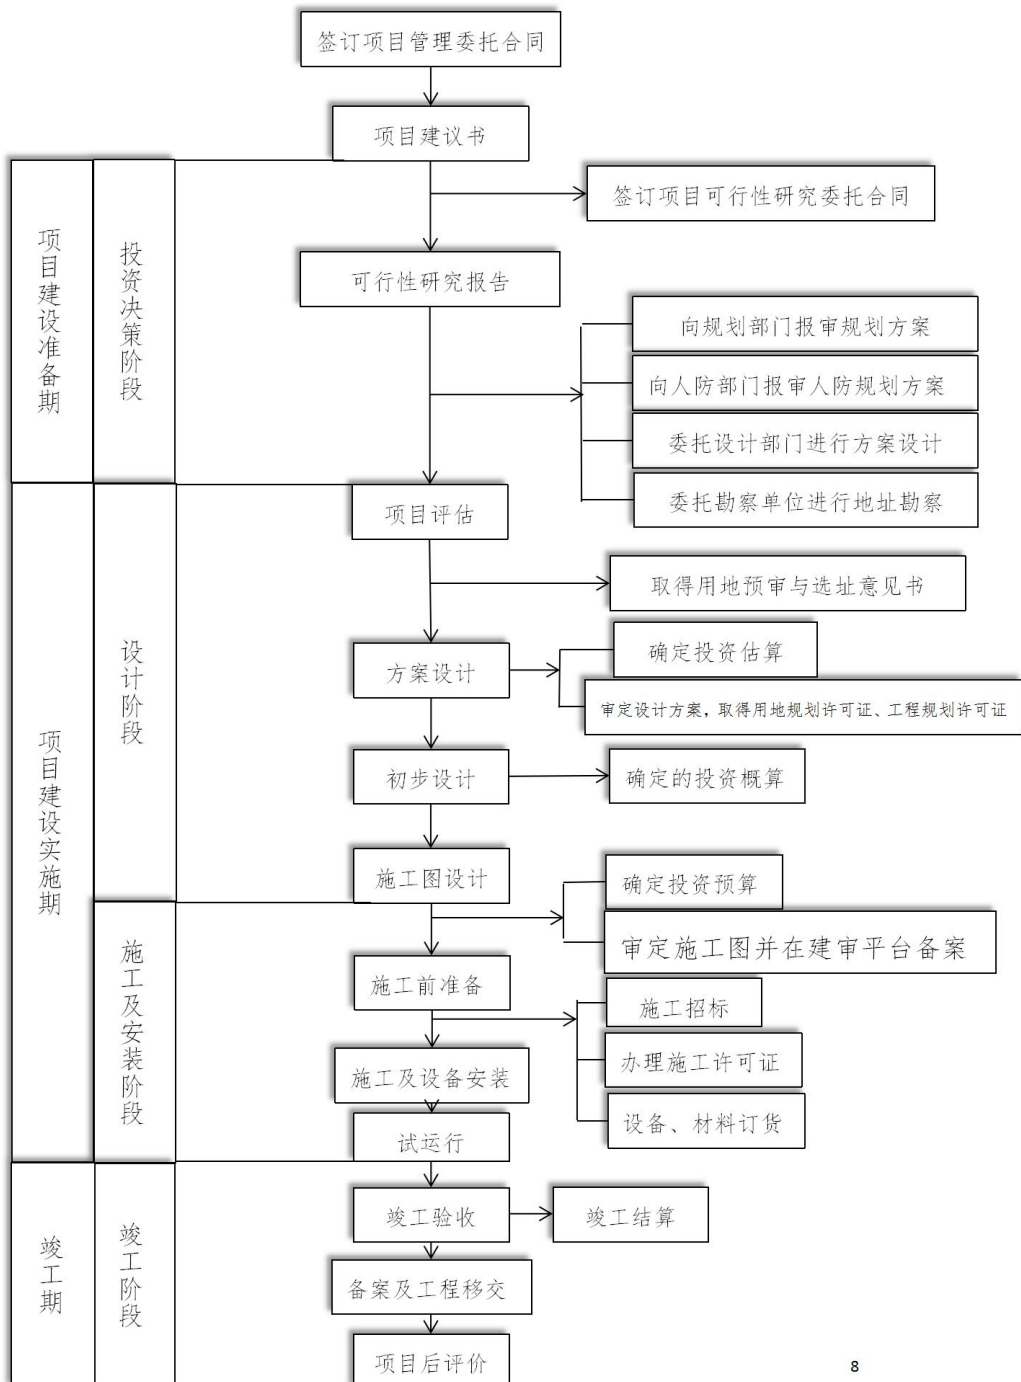 签订项目管理委托合同
项目建议书
项目建设准备期
投资决策阶段
签订项目可行性研究委托合同
可行性研究报告
向规划部门报审规划方案
向人防部门报审人防规划方案
委托设计部门进行方案设计
委托勘察单位进行地址勘察
项目建设实施期
设计阶段
项目评估
取得用地预审与选址意见书
方案设计
确定投资估算
审定设计方案，取得用地规划许可证、工程规划许可证
初步设计
确定的投资概算
施工图设计
确定投资预算
审定施工图并在建审平台备案
施工及安装阶段
施工前准备
施工招标
办理施工许可证
设备、材料订货
施工及设备安装
试运行
竣工期
竣工阶段
竣工验收
竣工结算
备案及工程移交
项目后评价
8